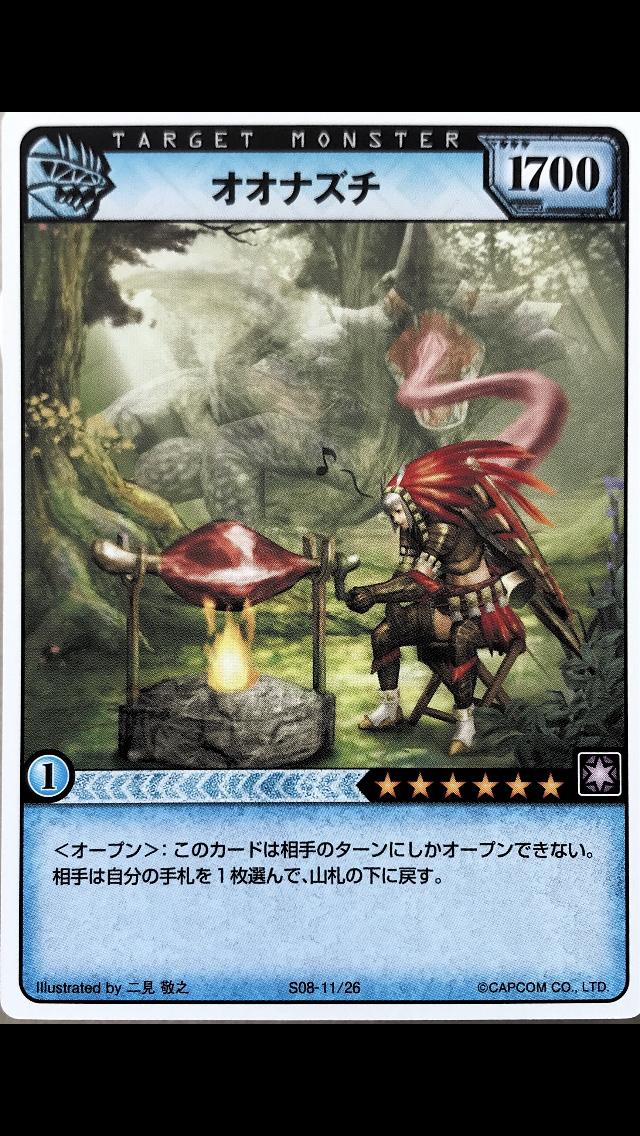 TARGET MONSTER
オオナズチ
1700
1
<オープン>：このカードは相手のターンにしかオープンできない。
相手は自分の手札を１枚選んで、山札の下に戻す。
Illustrated by 二見 敬之
S08-11/26
©CAPCOM CO., LTD.